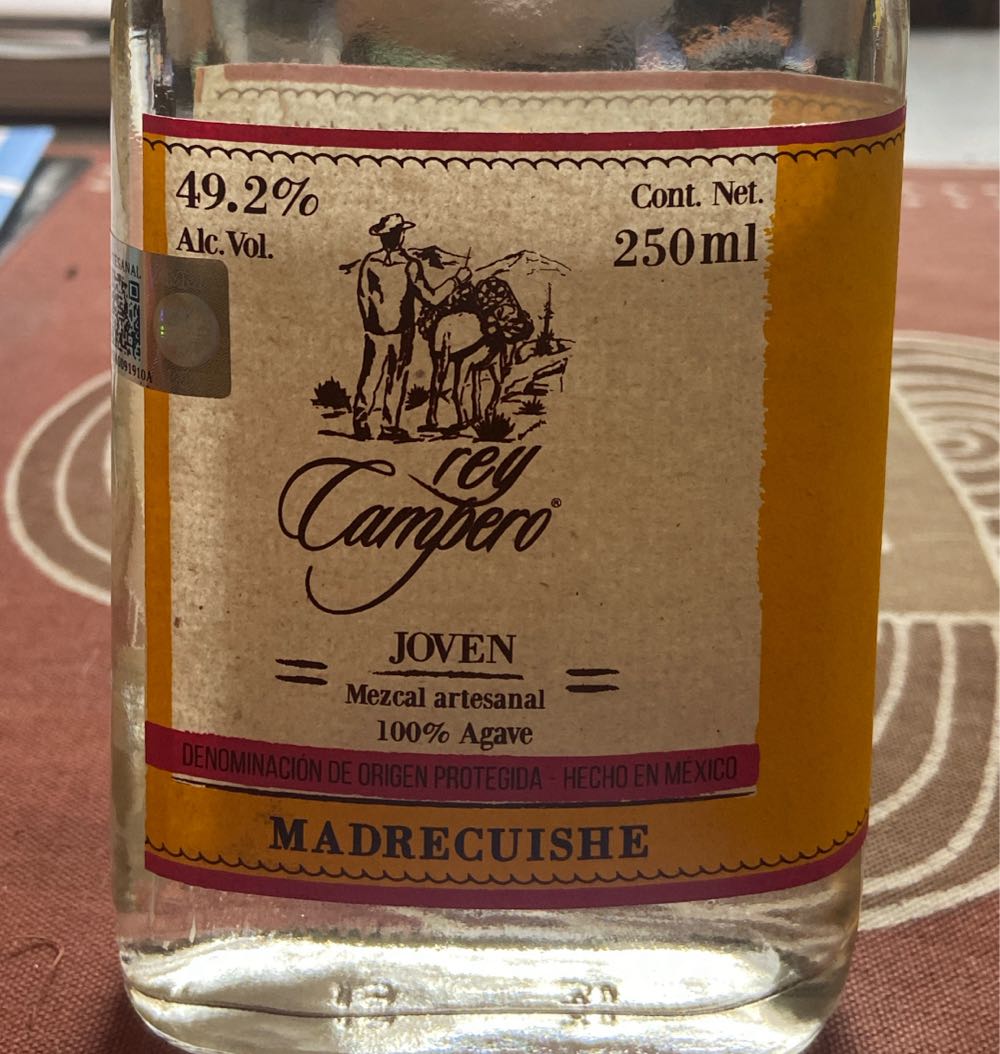 49.2%
Alc. Vol.
Cont. Net.
250ml
rey
Campero®
JOVEN
Mezcal artesanal
100% Agave
DENOMINACIÓN DE ORIGEN PROTEGIDA - HECHO EN MÉXICO
MADRECUISHE